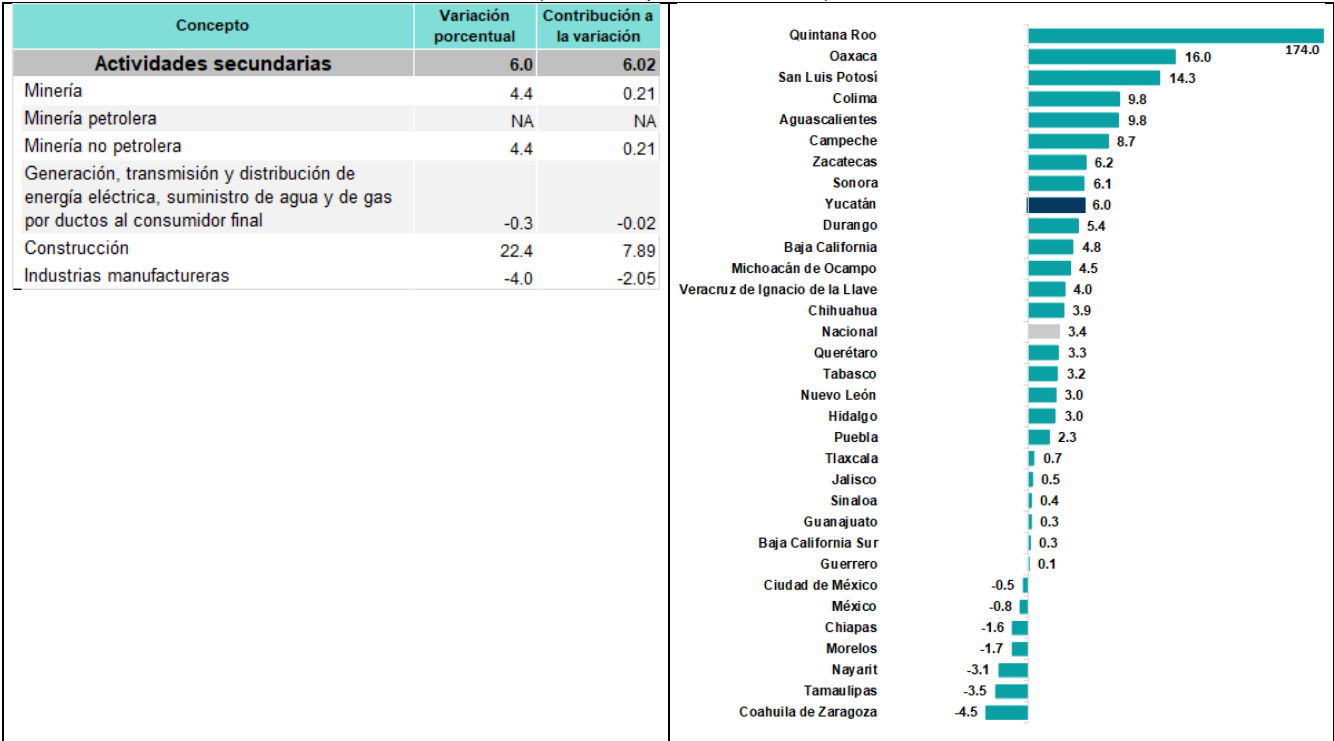 Concepto Variación porcentual Contribución a la variación
Actividades secundarias 6.0 6.02
Minería 4.4 0.21
Minería petrolera NA NA
Minería no petrolera 4.4 0.21
Generación, transmisión y distribución de
energía eléctrica, suministro de agua y de gas
por ductos al consumidor final -0.3 -0.02
Construcción 22.4 7.89
Industrias manufactureras -4.0 -2.05
Quintana Roo 174.0
Oaxaca 16.0
San Luis Potosí 14.3
Colima 9.8
Aguascalientes 9.8
Campeche 8.7
Zacatecas 6.2
Sonora 6.1
Yucatán 6.0
Durango 5.4
Baja California 4.8
Michoacán de Ocampo 4.5
Veracruz de Ignacio de la Llave 4.0
Chihuahua 3.9
Nacional 3.4
Querétaro 3.3
Tabasco 3.2
Nuevo León 3.0
Hidalgo 3.0
Puebla 2.3
Tlaxcala 0.7
Jalisco 0.5
Sinaloa 0.4
Guanajuato 0.3
Baja California Sur 0.3
Guerrero 0.1
Ciudad de México -0.5
México -0.8
Chiapas -1.6
Morelos -1.7
Nayarit -3.1
Tamaulipas -3.5
Coahuila de Zaragoza -4.5